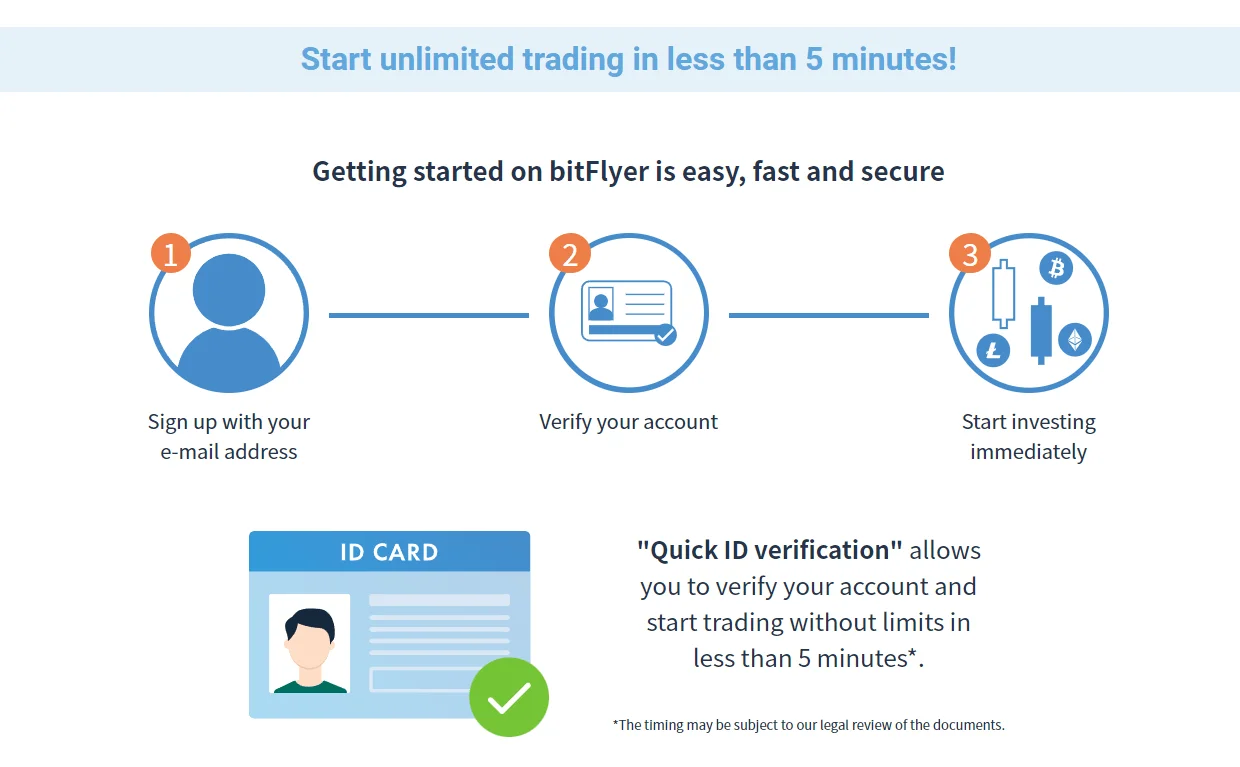 Start unlimited trading in less than 5 minutes!
Getting started on bitFlyer is easy, fast and secure
1
Sign up with your
e-mail address
2
Verify your account
3
Start investing
immediately
ID CARD
"Quick ID verification" allows
you to verify your account and
start trading without limits in
less than 5 minutes*.
*The timing may be subject to our legal review of the documents.